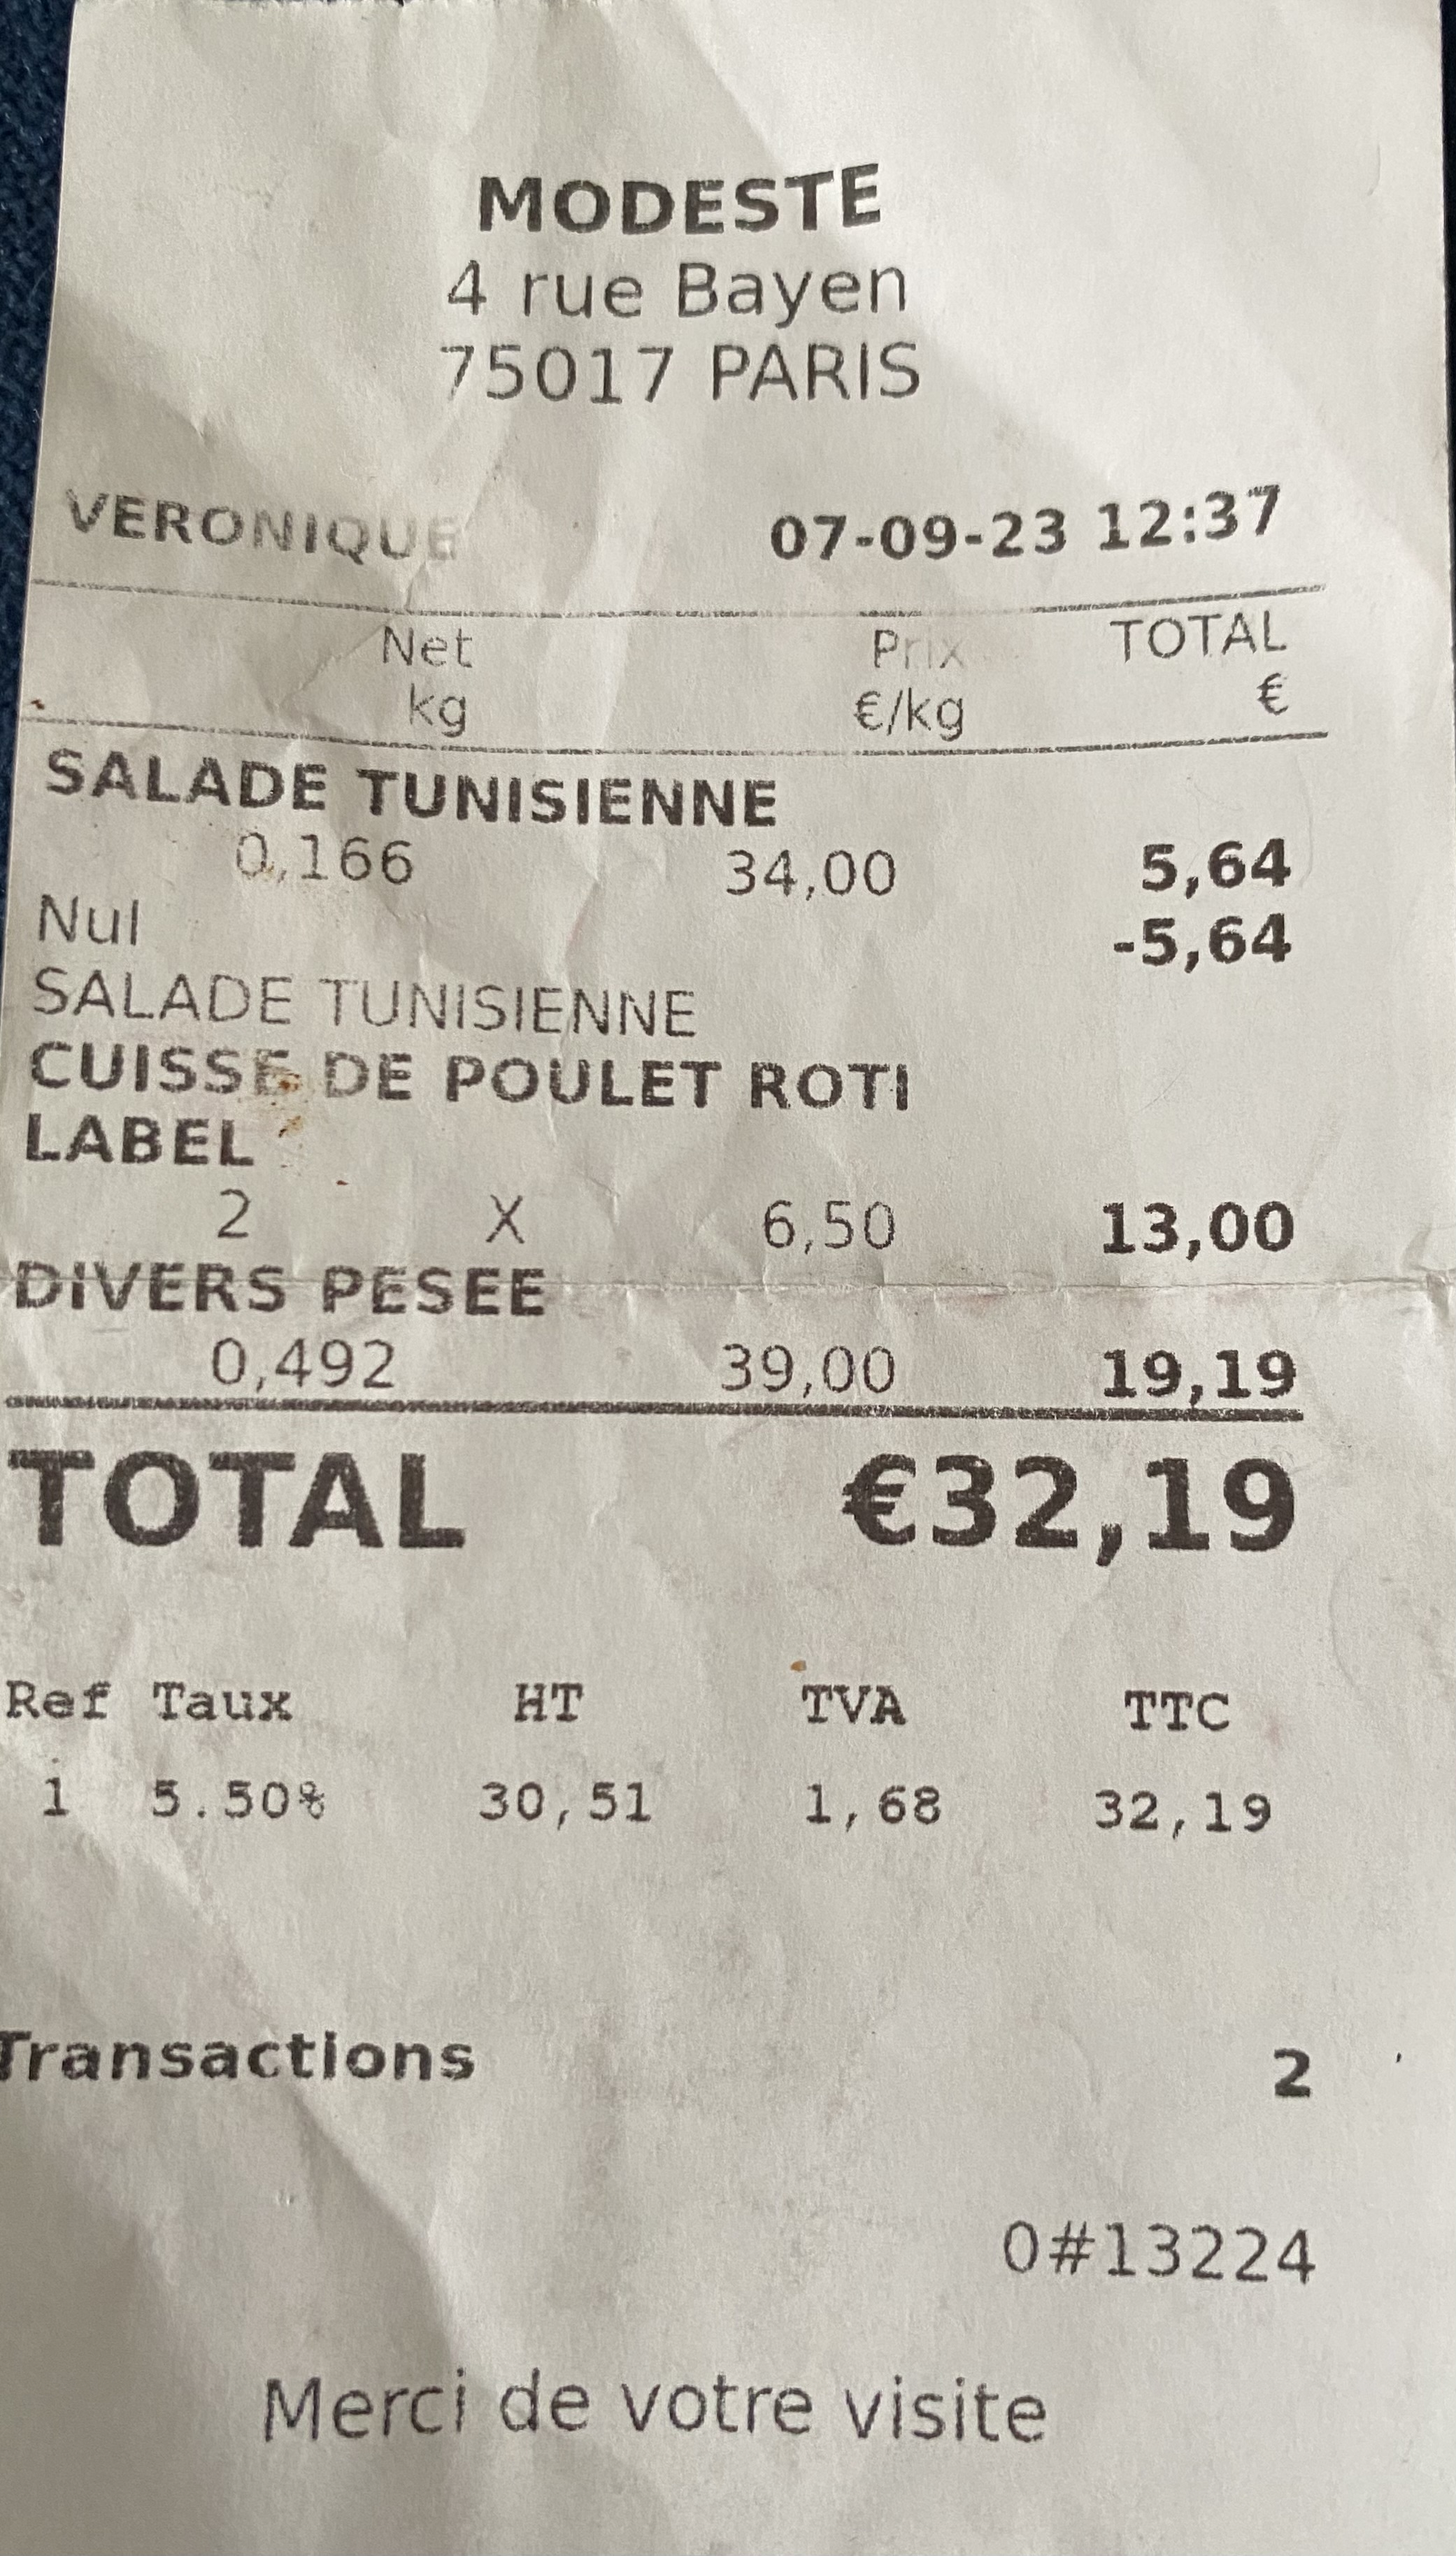 MODESTE
4 rue Bayen
75017 PARIS
VERONIQUE 07-09-23 12:37
Net Prix TOTAL
kg €/kg €
SALADE TUNISIENNE
0,166 34,00 5,64
Nul -5,64
SALADE TUNISIENNE
CUISSE DE POULET ROTI
LABEL
2 X 6,50 13,00
DIVERS PESEE
0,492 39,00 19,19
TOTAL €32,19
Ref Taux HT TVA TTC
1 5.50% 30,51 1,68 32,19
Transactions 2
0#13224
Merci de votre visite